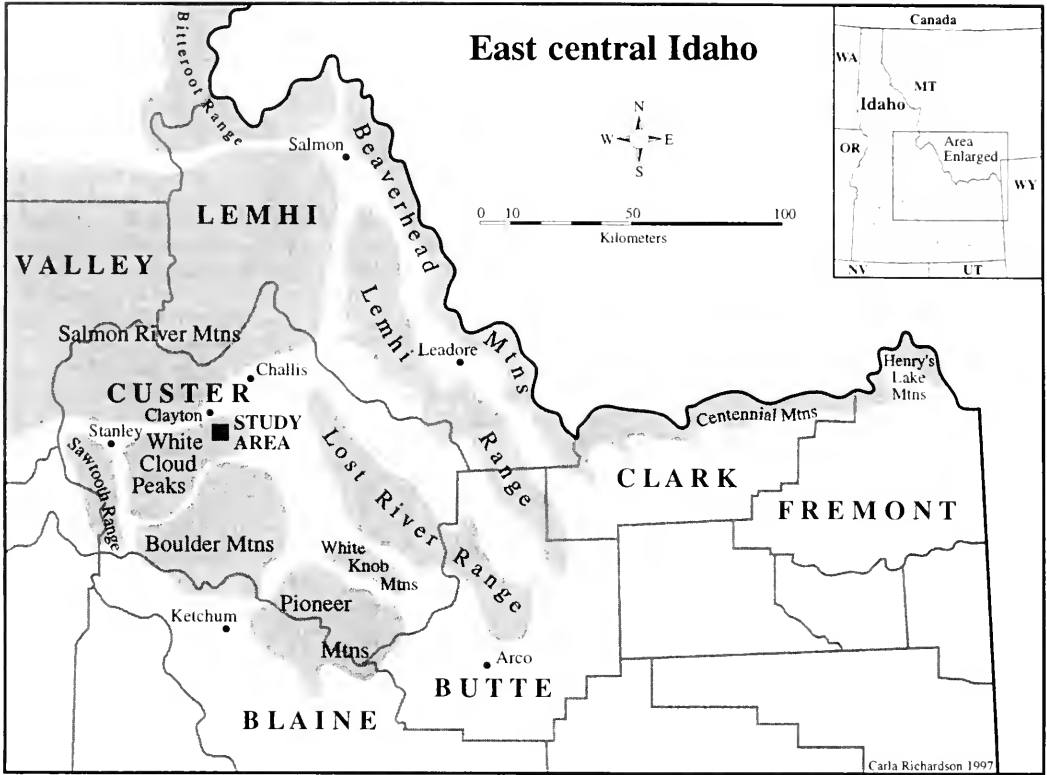 East central Idaho
Bitteroot Range
N
W E
S
0 10 50 100
Kilometers
Canada
WA
MT
Idaho
OR
Area
Enlarged
WY
NV
UT
Salmon
Beaverhead Mtns
LEMHI
VALLEY
Lemhi Range
Salmon River Mtns
Leadore
Challis
CUSTER
Clayton
STUDY
AREA
Stanley
White
Cloud
Peaks
Sawtooth Range
Lost River Range
Boulder Mtns
White
Knob
Mtns
Henry's
Lake
Mtns
Centennial Mtns
CLARK
FREMONT
Ketchum
Pioneer
Mtns
Arco
BUTTE
BLAINE
Carla Richardson 1997